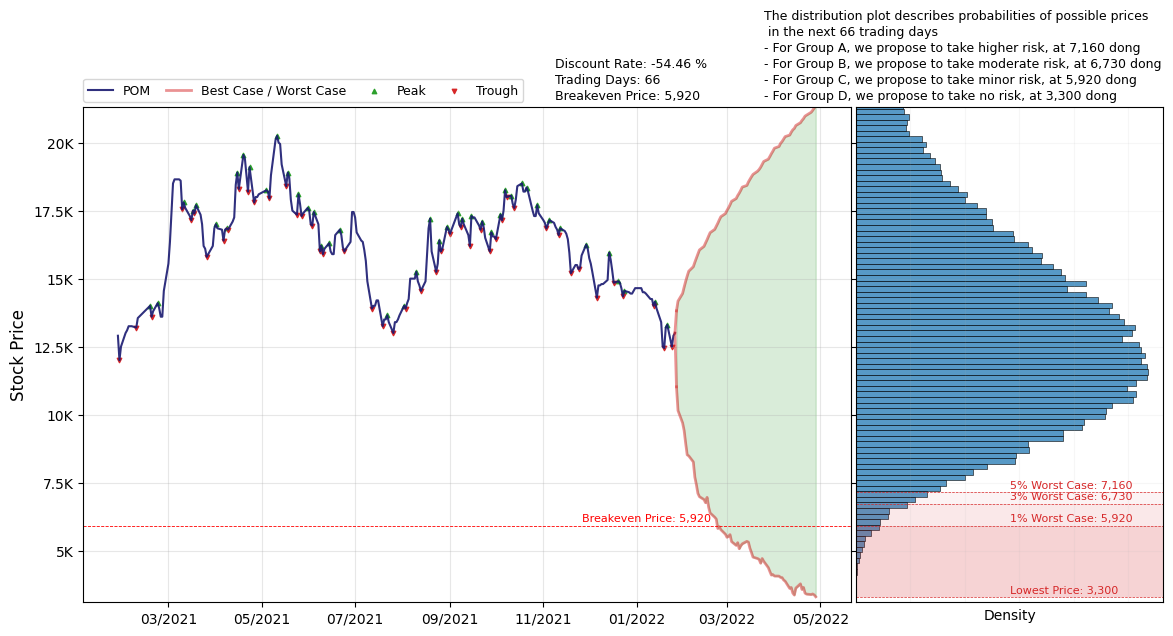 The distribution plot describes probabilities of possible prices
in the next 66 trading days
- For Group A, we propose to take higher risk, at 7,160 dong
- For Group B, we propose to take moderate risk, at 6,730 dong
- For Group C, we propose to take minor risk, at 5,920 dong
- For Group D, we propose to take no risk, at 3,300 dong
Discount Rate: -54.46 %
Trading Days: 66
Breakeven Price: 5,920
POM
Best Case / Worst Case
Peak
Trough
Stock Price
20K
17.5K
15K
12.5K
10K
7.5K
5K
Breakeven Price: 5,920
03/2021
05/2021
07/2021
09/2021
11/2021
01/2022
03/2022
05/2022
5% Worst Case: 7,160
3% Worst Case: 6,730
1% Worst Case: 5,920
Lowest Price: 3,300
Density